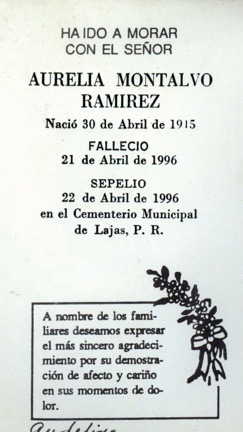 HA IDO A MORAR
CON EL SEÑOR
AURELIA MONTALVO
RAMIREZ
Nació 30 de Abril de 1915
FALLECIO
21 de Abril de 1996
SEPELIO
22 de Abril de 1996
en el Cementerio Municipal
de Lajas, P. R.
A nombre de los fami-
liares deseamos expresar
el más sincero agradeci-
miento por su demostra-
ción de afecto y cariño
en sus momentos de do-
lor.